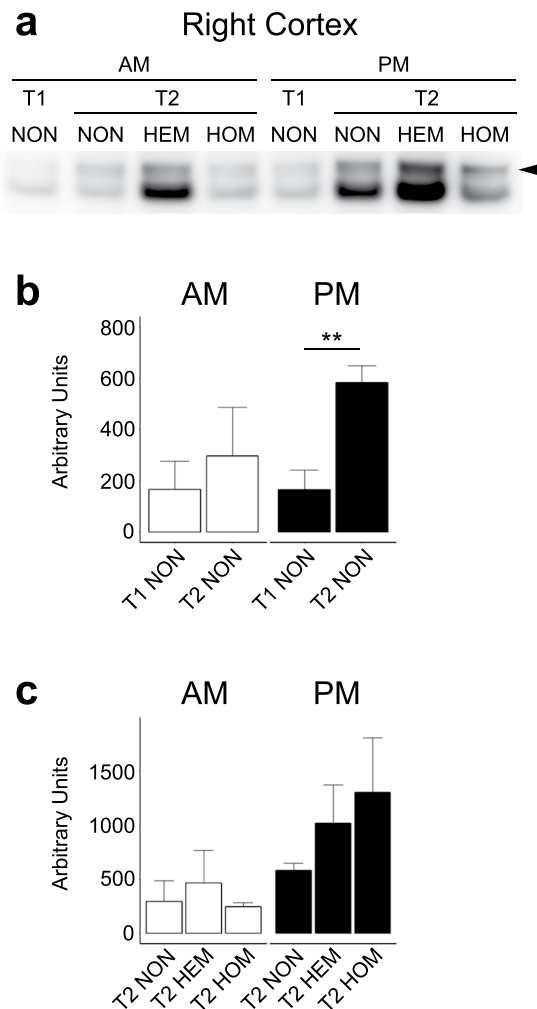 a Right Cortex
AM PM
T1 T2 T1 T2
NON NON HEM HOM NON NON HEM HOM
b AM PM
800
600
400
200
0
Arbitrary Units
**
T1 NON T2 NON T1 NON T2 NON
c AM PM
1500
1000
500
0
Arbitrary Units
T2 NON T2 HEM T2 HOM T2 NON T2 HEM T2 HOM